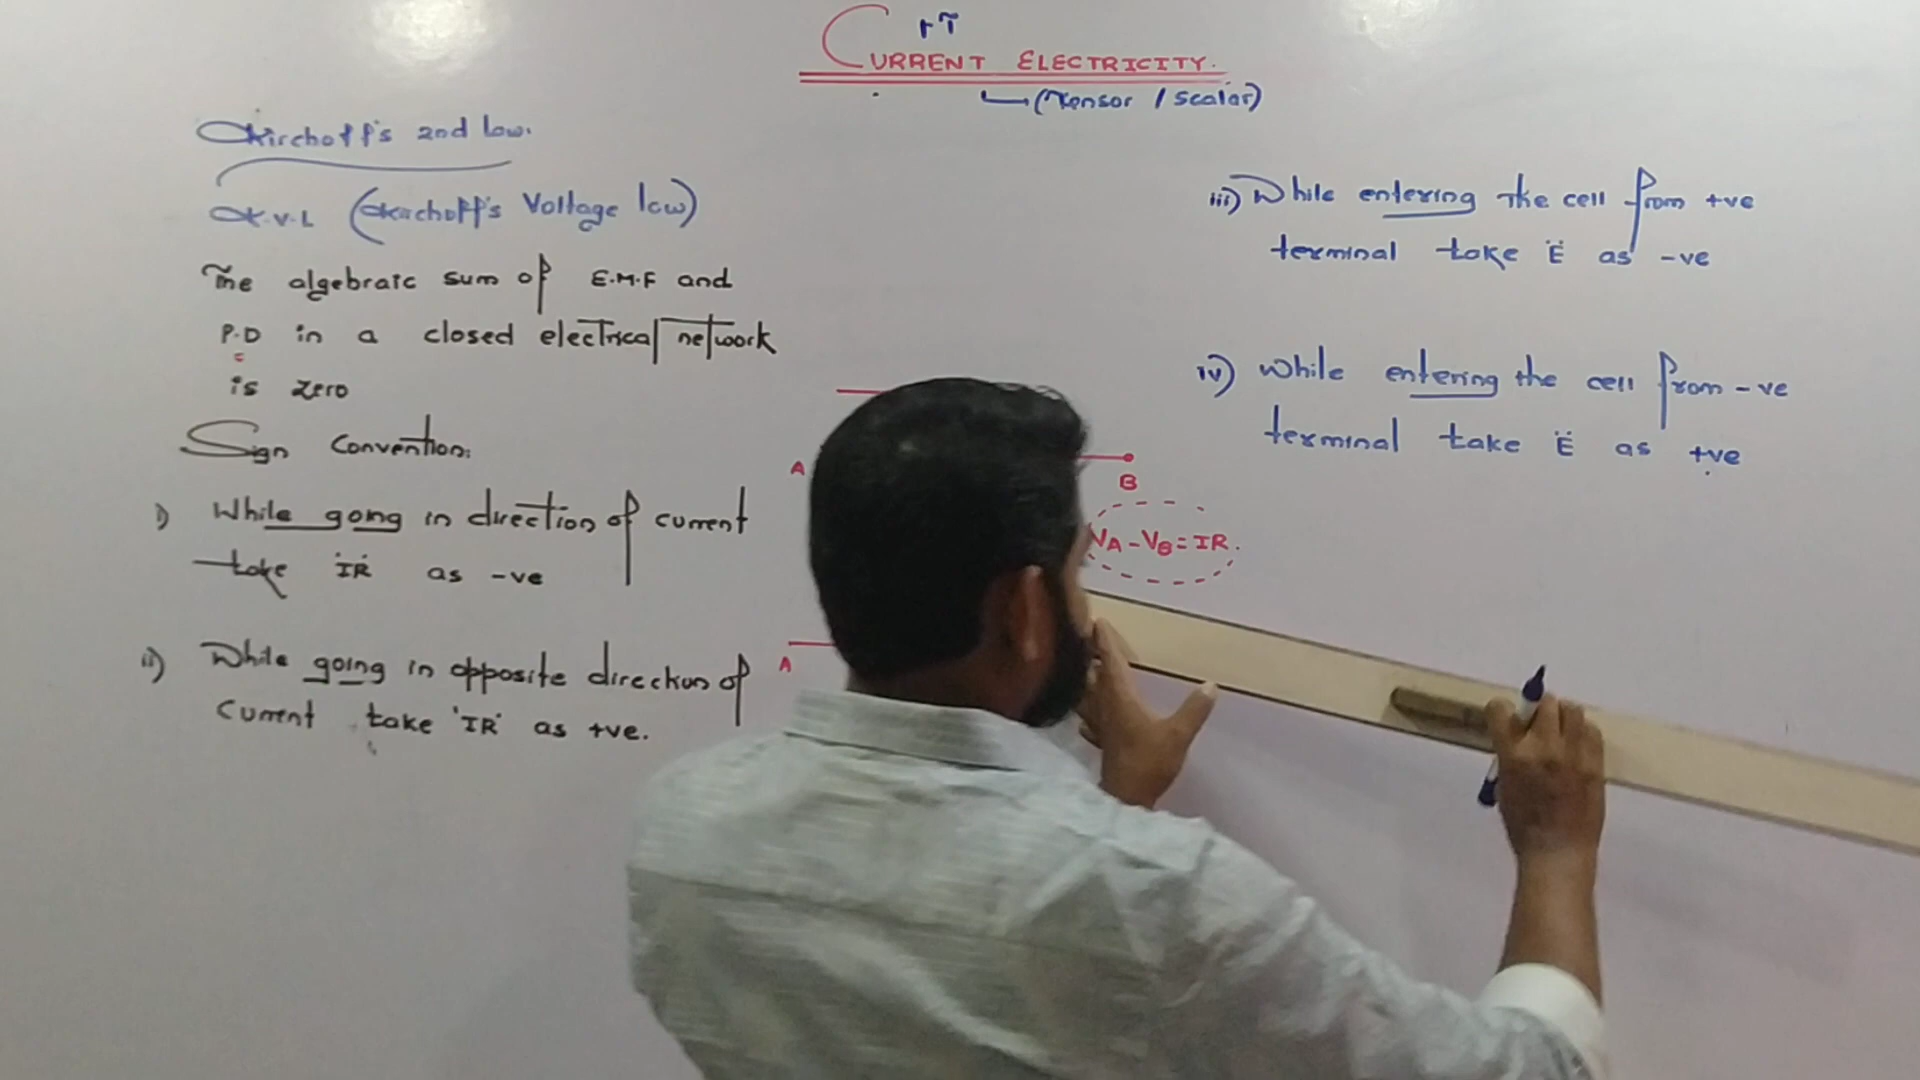 CURRENT ELECTRICITY.
(Tensor / Scalar)
Kirchoff's 2nd law.
K.V.L (Kirchoff's Voltage law)
The algebraic sum of E.M.F and
P.D in a closed electrical network
is zero
Sign Convention:
i) While going in direction of current
take 'IR' as -ve
ii) While going in opposite direction of
Current take 'IR' as +ve.
A
B
VA - VB = IR.
A
iii) While entering the cell from +ve
terminal take "E" as -ve
iv) While entering the cell from -ve
terminal take "E" as +ve